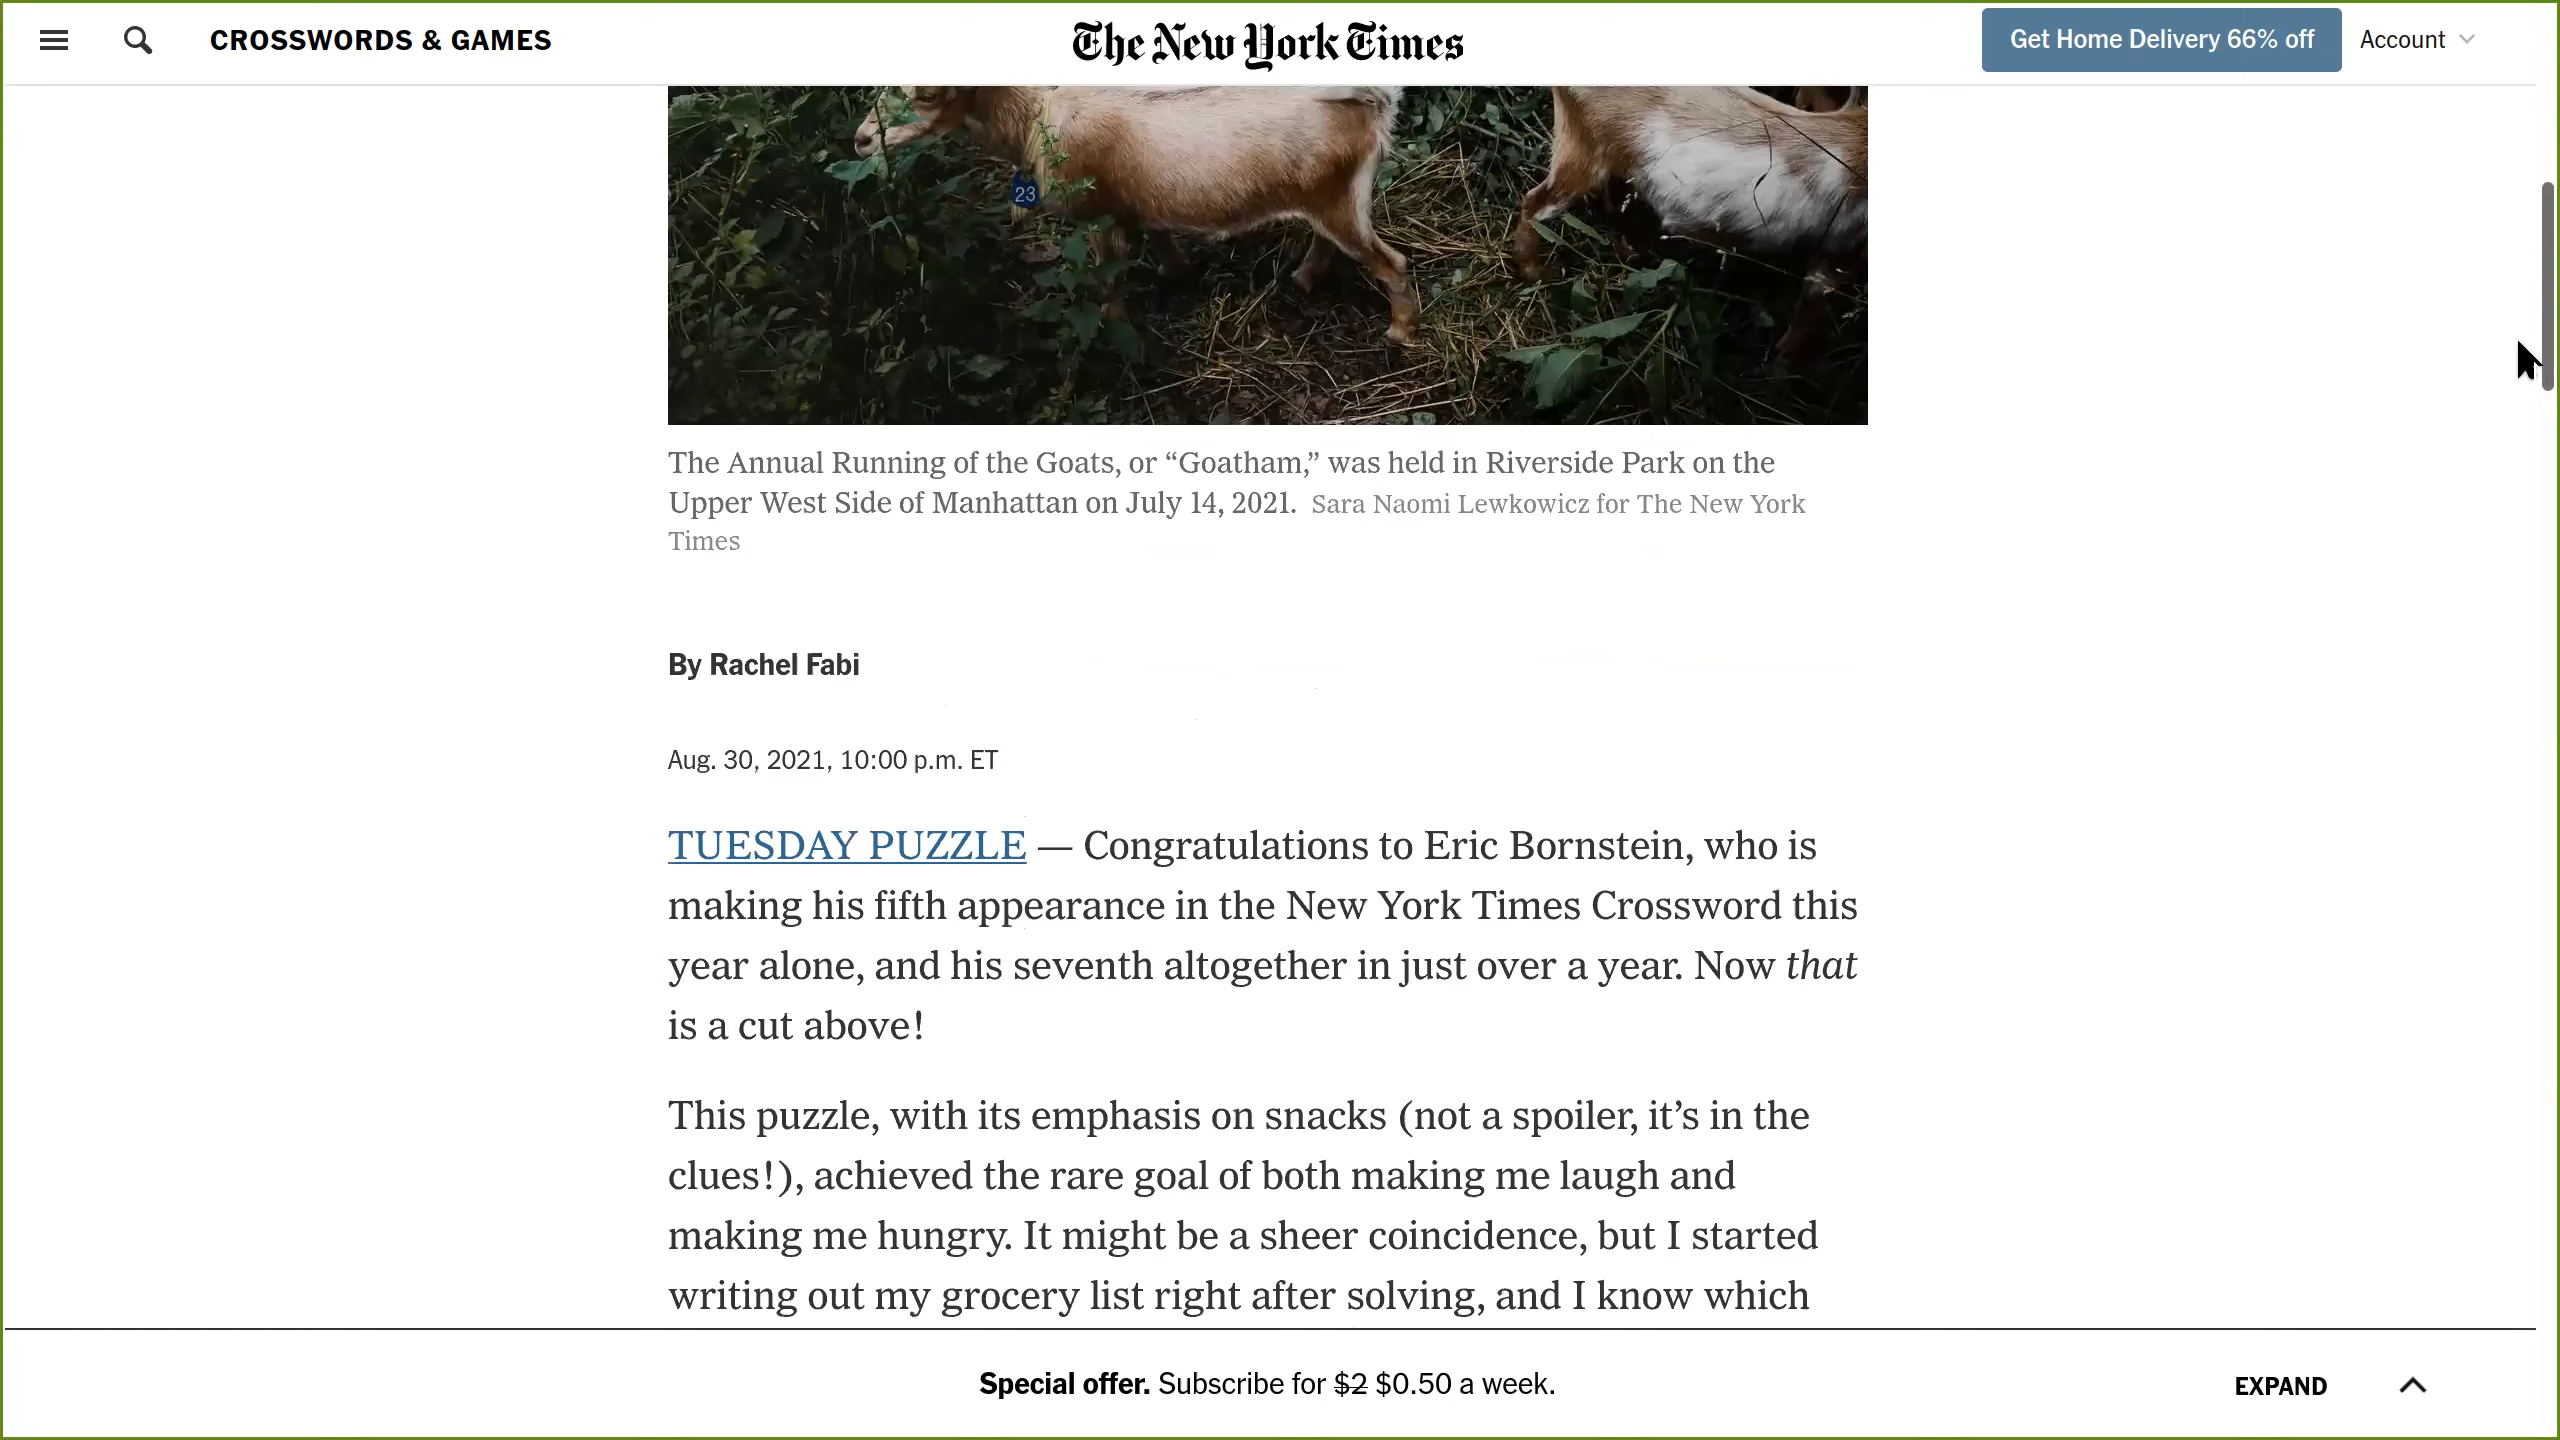 CROSSWORDS & GAMES
The New York Times
Get Home Delivery 66% off
Account
23
The Annual Running of the Goats, or “Goatham,” was held in Riverside Park on the
Upper West Side of Manhattan on July 14, 2021. Sara Naomi Lewkowicz for The New York
Times
By Rachel Fabi
Aug. 30, 2021, 10:00 p.m. ET
TUESDAY PUZZLE — Congratulations to Eric Bornstein, who is
making his fifth appearance in the New York Times Crossword this
year alone, and his seventh altogether in just over a year. Now that
is a cut above!
This puzzle, with its emphasis on snacks (not a spoiler, it’s in the
clues!), achieved the rare goal of both making me laugh and
making me hungry. It might be a sheer coincidence, but I started
writing out my grocery list right after solving, and I know which
Special offer. Subscribe for $2 $0.50 a week.
EXPAND